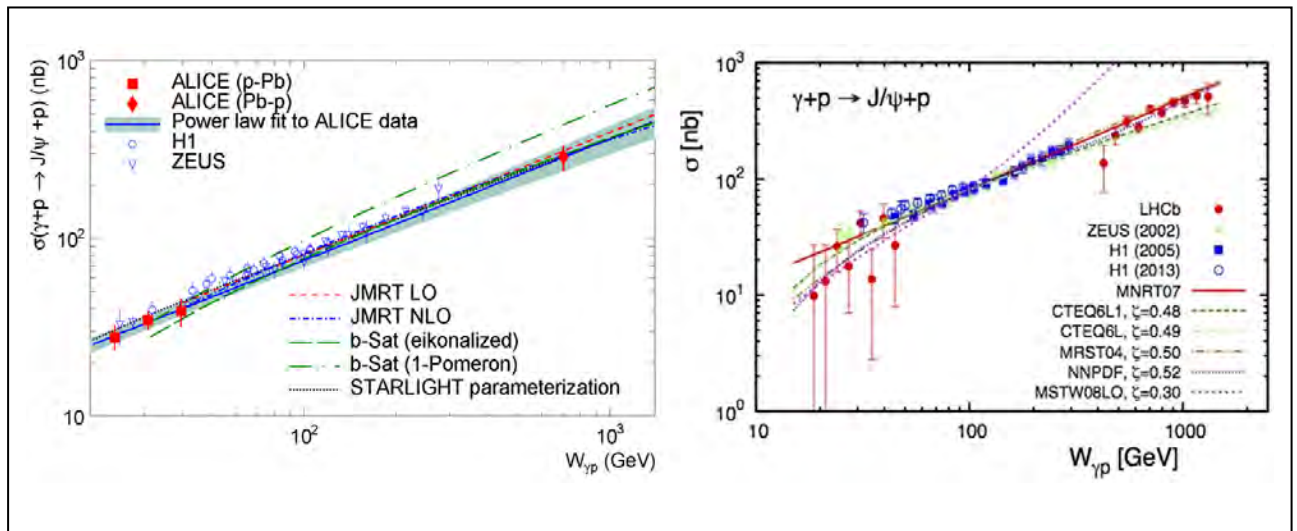 10³
10²
10
σ(γ+p → J/ψ +p) (nb)
ALICE (p-Pb)
ALICE (Pb-p)
Power law fit to ALICE data
H1
ZEUS
JMRT LO
JMRT NLO
b-Sat (eikonalized)
b-Sat (1-Pomeron)
STARLIGHT parameterization
10²
10³
Wγp (GeV)
10³
10²
10¹
10⁰
σ [nb]
γ+p → J/ψ+p
LHCb
ZEUS (2002)
H1 (2005)
H1 (2013)
MNRT07
CTEQ6L1, ζ=0.48
CTEQ6L, ζ=0.49
MRST04, ζ=0.50
NNPDF, ζ=0.52
MSTW08LO, ζ=0.30
10
100
1000
Wγp [GeV]